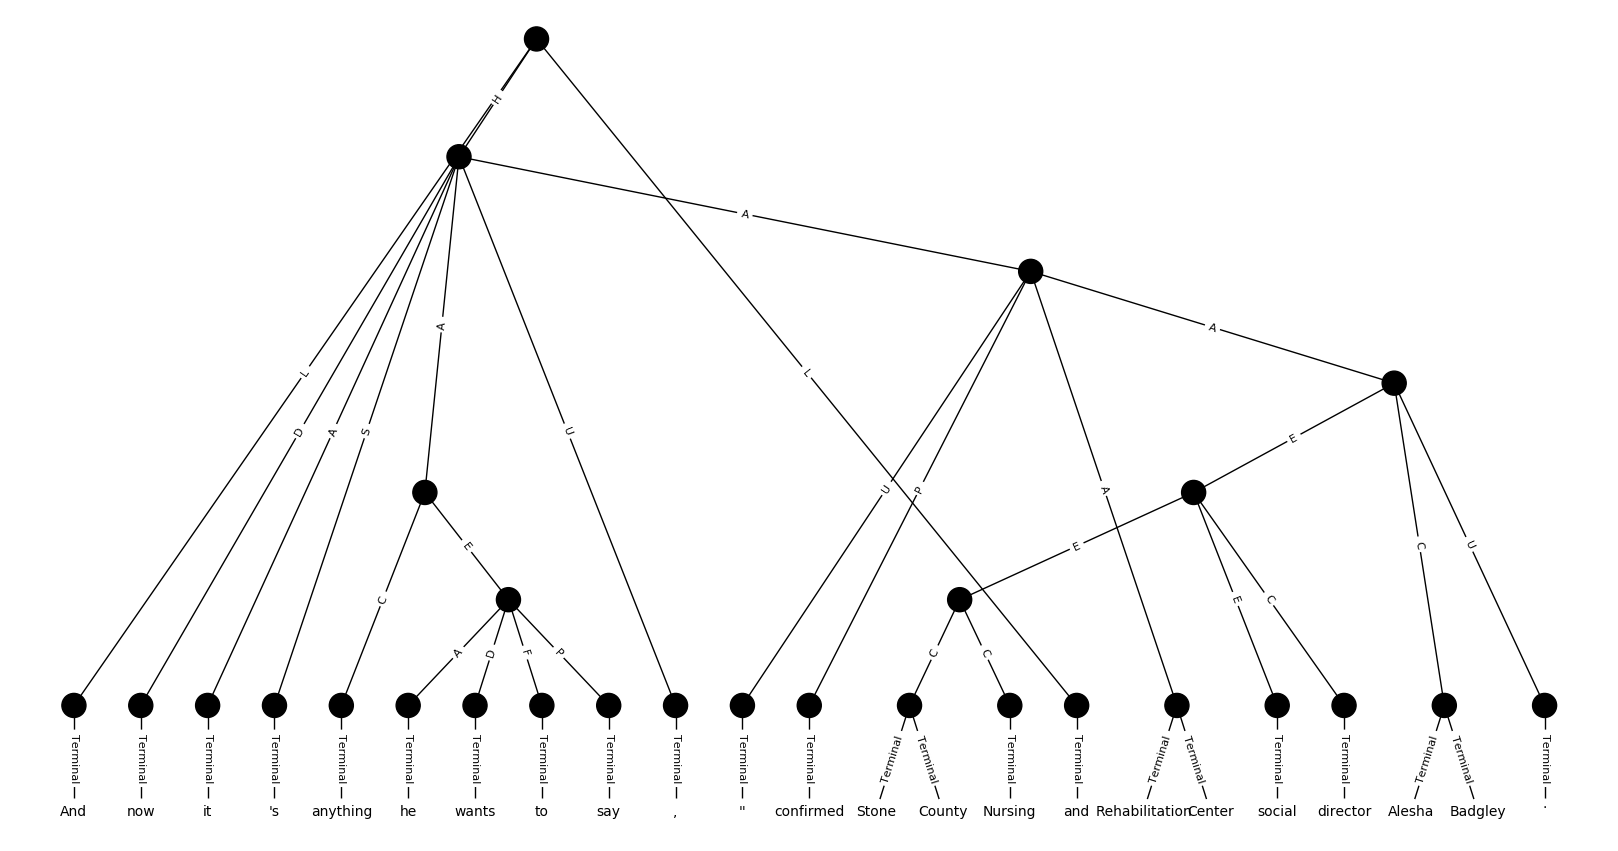 H
A
A
L
L
A
D
A
S
U
E
U
P
A
E
E
C
U
C
E
C
A
D
F
P
C
C
E
C
Terminal Terminal Terminal Terminal Terminal Terminal Terminal Terminal Terminal Terminal Terminal Terminal Terminal Terminal Terminal Terminal Terminal Terminal Terminal Terminal Terminal Terminal Terminal
And now it 's anything he wants to say , " confirmed Stone County Nursing and Rehabilitation Center social director Alesha Badgley .